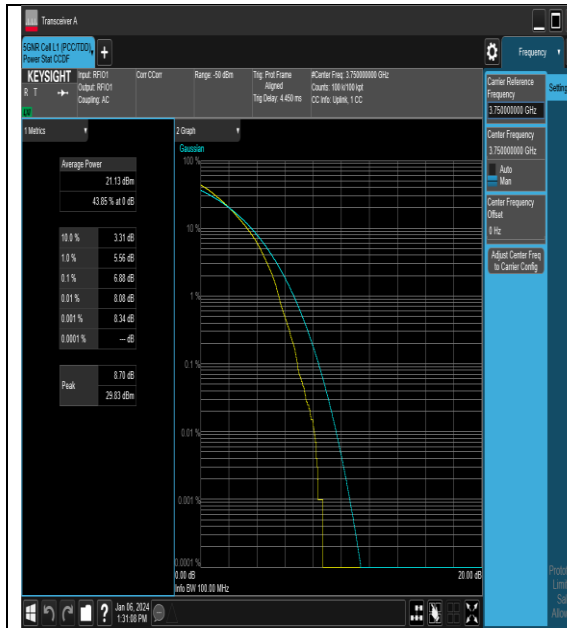 Transceiver A
5GNR Cell L1 (PCC/TDD),
Power Stat CCDF
+
Frequency
KEYSIGHT
R T
LV
Input: RFIO1
Output: RFIO1
Coupling: AC
Corr CCorr
Range: -50 dBm
Trig: Prot Frame
Aligned
Trig Delay: 4.450 ms
#Center Freq: 3.750000000 GHz
Counts: 100 k/100 kpt
CC Info: Uplink, 1 CC
1 Metrics
Average Power
21.13 dBm
43.85 % at 0 dB
10.0 % 3.31 dB
1.0 % 5.56 dB
0.1 % 6.88 dB
0.01 % 8.08 dB
0.001 % 8.34 dB
0.0001 % --- dB
Peak
8.70 dB
29.83 dBm
2 Graph
Gaussian
100 %
10 %
1 %
0.1 %
0.01 %
0.001 %
0.0001 %
0.00 dB
20.00 dB
Info BW 100.00 MHz
Carrier Reference
Frequency
3.750000000 GHz
Center Frequency
3.750000000 GHz
Auto
Man
Center Frequency
Offset
0 Hz
Adjust Center Freq
to Carrier Config
Setting
Limi
Allow
?
Jan 06, 2024
1:31:08 PM